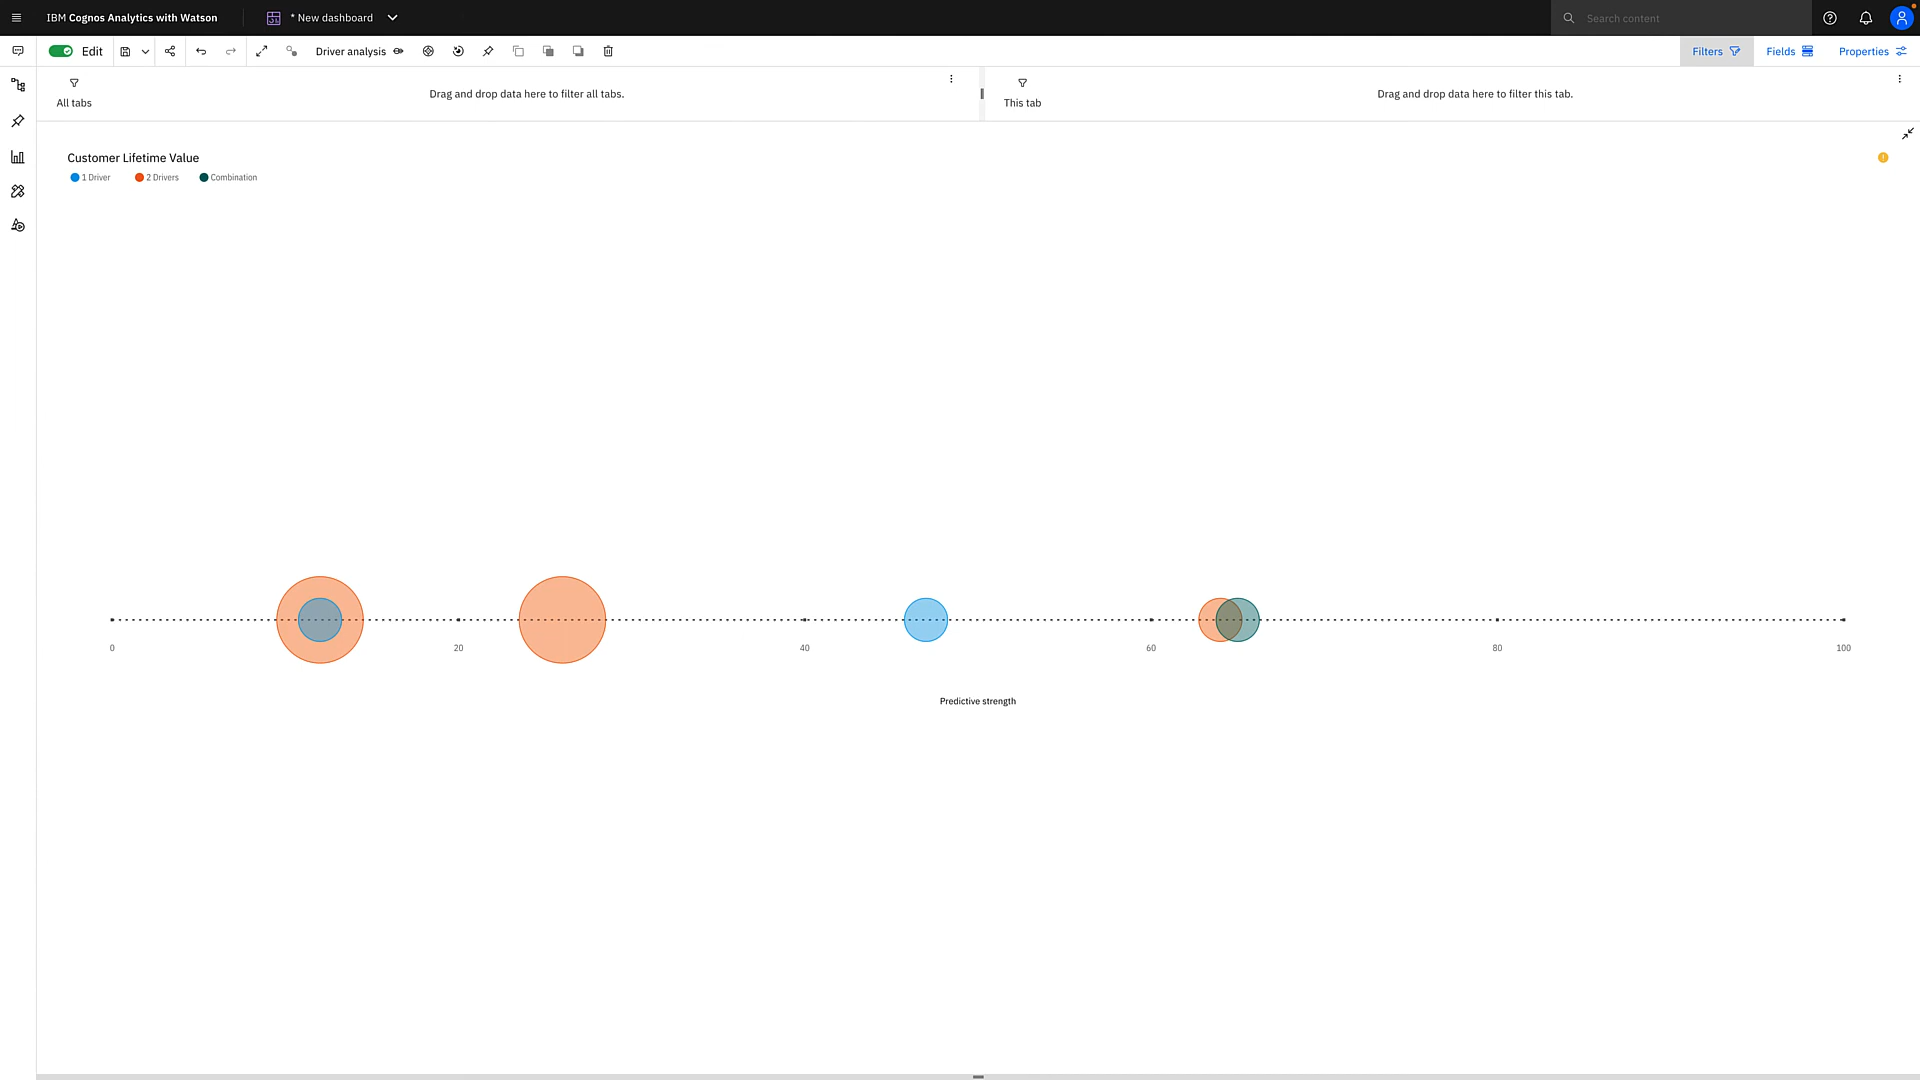 IBM Cognos Analytics with Watson
* New dashboard
Search content
Edit
Driver analysis
Filters
Fields
Properties
All tabs
Drag and drop data here to filter all tabs.
This tab
Drag and drop data here to filter this tab.
Customer Lifetime Value
1 Driver
2 Drivers
Combination
0
20
40
60
80
100
Predictive strength